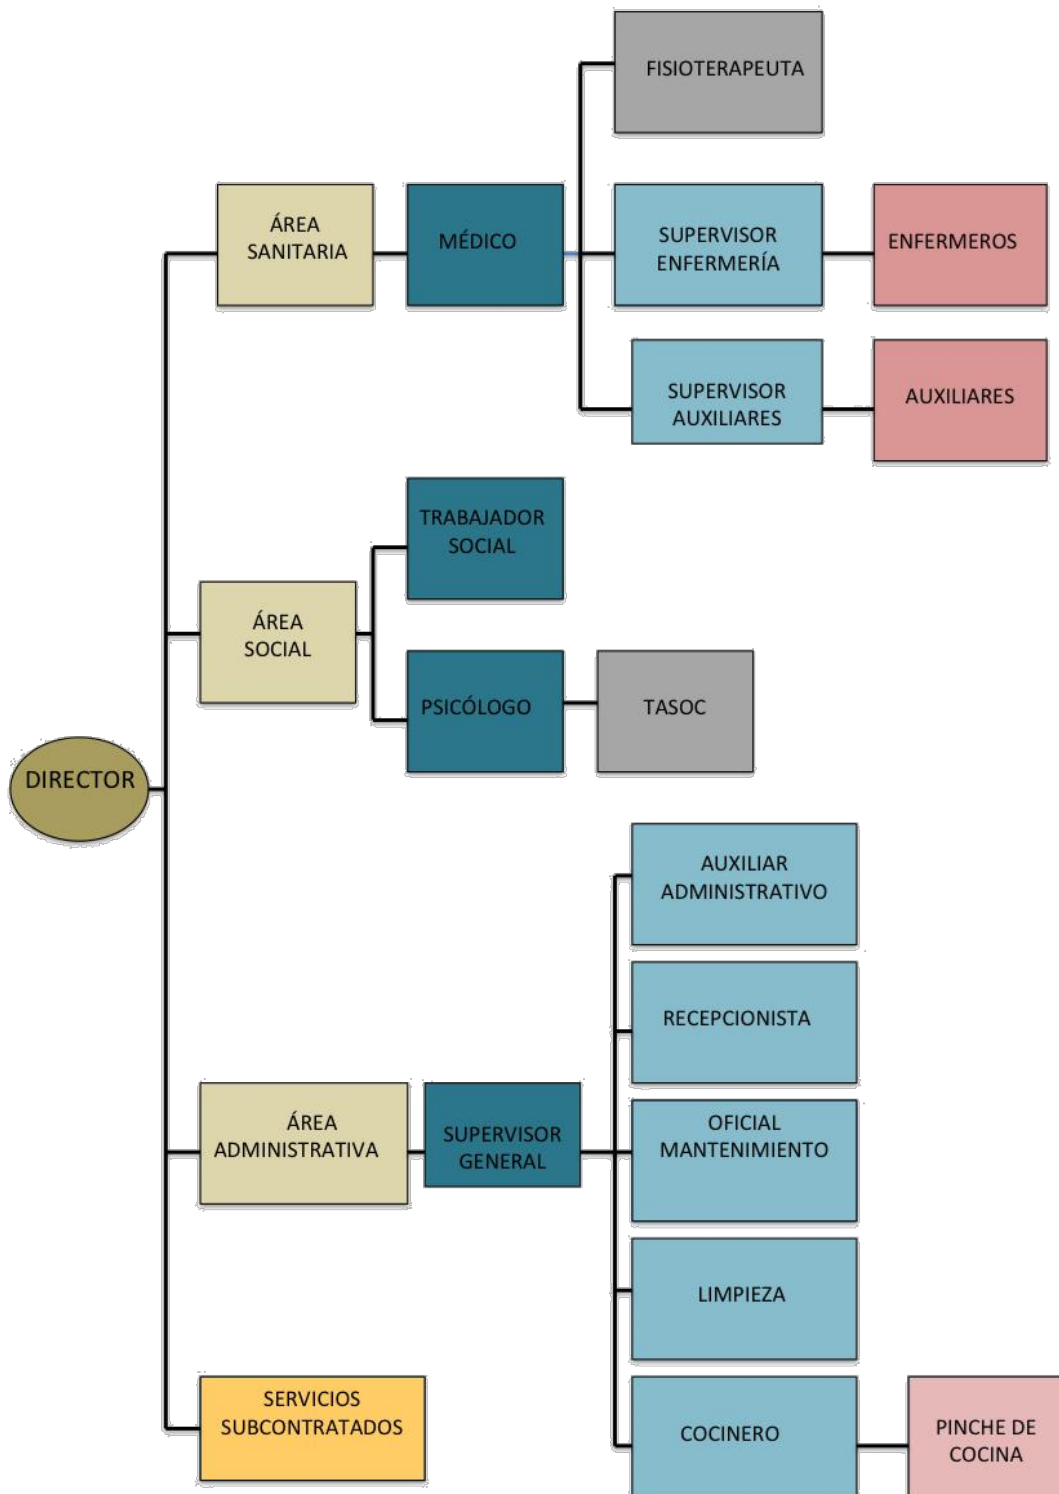 FISIOTERAPEUTA
ÁREA
SANITARIA
MÉDICO
SUPERVISOR
ENFERMERÍA
ENFERMEROS
SUPERVISOR
AUXILIARES
AUXILIARES
TRABAJADOR
SOCIAL
ÁREA
SOCIAL
PSICÓLOGO
TASOC
DIRECTOR
AUXILIAR
ADMINISTRATIVO
RECEPCIONISTA
ÁREA
ADMINISTRATIVA
SUPERVISOR
GENERAL
OFICIAL
MANTENIMIENTO
LIMPIEZA
SERVICIOS
SUBCONTRATADOS
COCINERO
PINCHE DE
COCINA